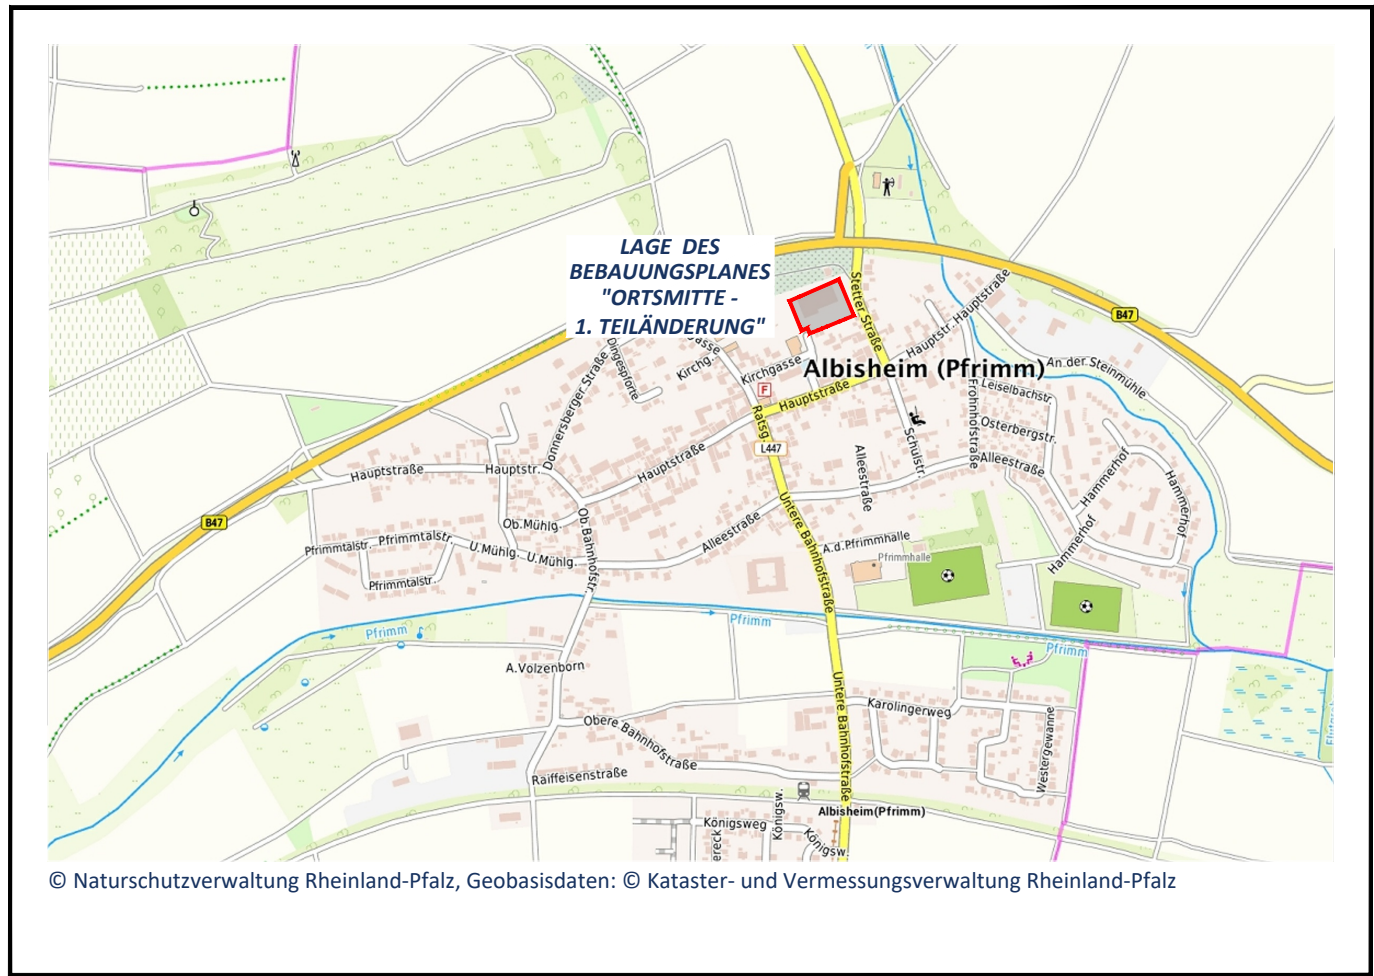 LAGE DES
BEBAUUNGSPLANES
"ORTSMITTE -
1. TEILÄNDERUNG"
Stetter Straße
Hauptstr.
Hauptstraße
B47
Dingespforte
Kirchg.
Kirchgasse
Albisheim (Pfrimm)
An der Steinmühle
Donnersberger Straße
F
Hauptstraße
Ratsg.
Frohnhofstraße
Leiselbachstr.
Osterbergstr.
L447
Schulstr.
Hauptstraße
Hauptstr.
Hauptstraße
Alleestraße
Alleestraße
Hammerhof
Hammerhof
B47
Ob.Mühlg.
Ob.Bahnhofstr.
Untere.Bahnhofstraße
Alleestraße
Pfrimmtalstr.
Pfrimmtalstr.
U.Mühlg.
U.Mühlg.
A.d.Pfrimmhalle
Pfrimmhalle
Hammerhof
Pfrimmtalstr.
Pfrimm
Pfrimm
Pfrimm
A.Volzenborn
Untere.Bahnhofstraße
Karolingerweg
Obere Bahnhofstraße
Westergewanne
Raiffeisenstraße
Albisheim(Pfrimm)
Königsweg
Königsw.
Königsw.
© Naturschutzverwaltung Rheinland-Pfalz, Geobasisdaten: © Kataster- und Vermessungsverwaltung Rheinland-Pfalz